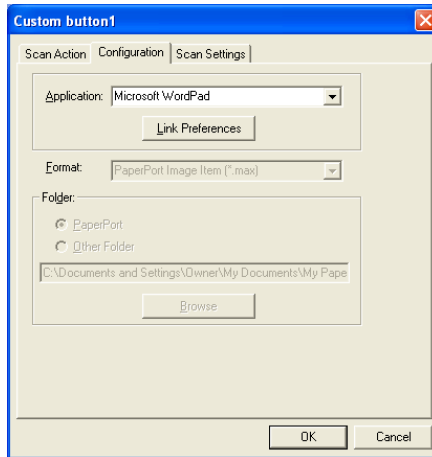 Custom button1
Scan Action Configuration Scan Settings
Application: Microsoft WordPad
Link Preferences
Format: PaperPort Image Item (*.max)
Folder:
PaperPort
Other Folder
C:\Documents and Settings\Owner\My Documents\My Pape
Browse
OK Cancel